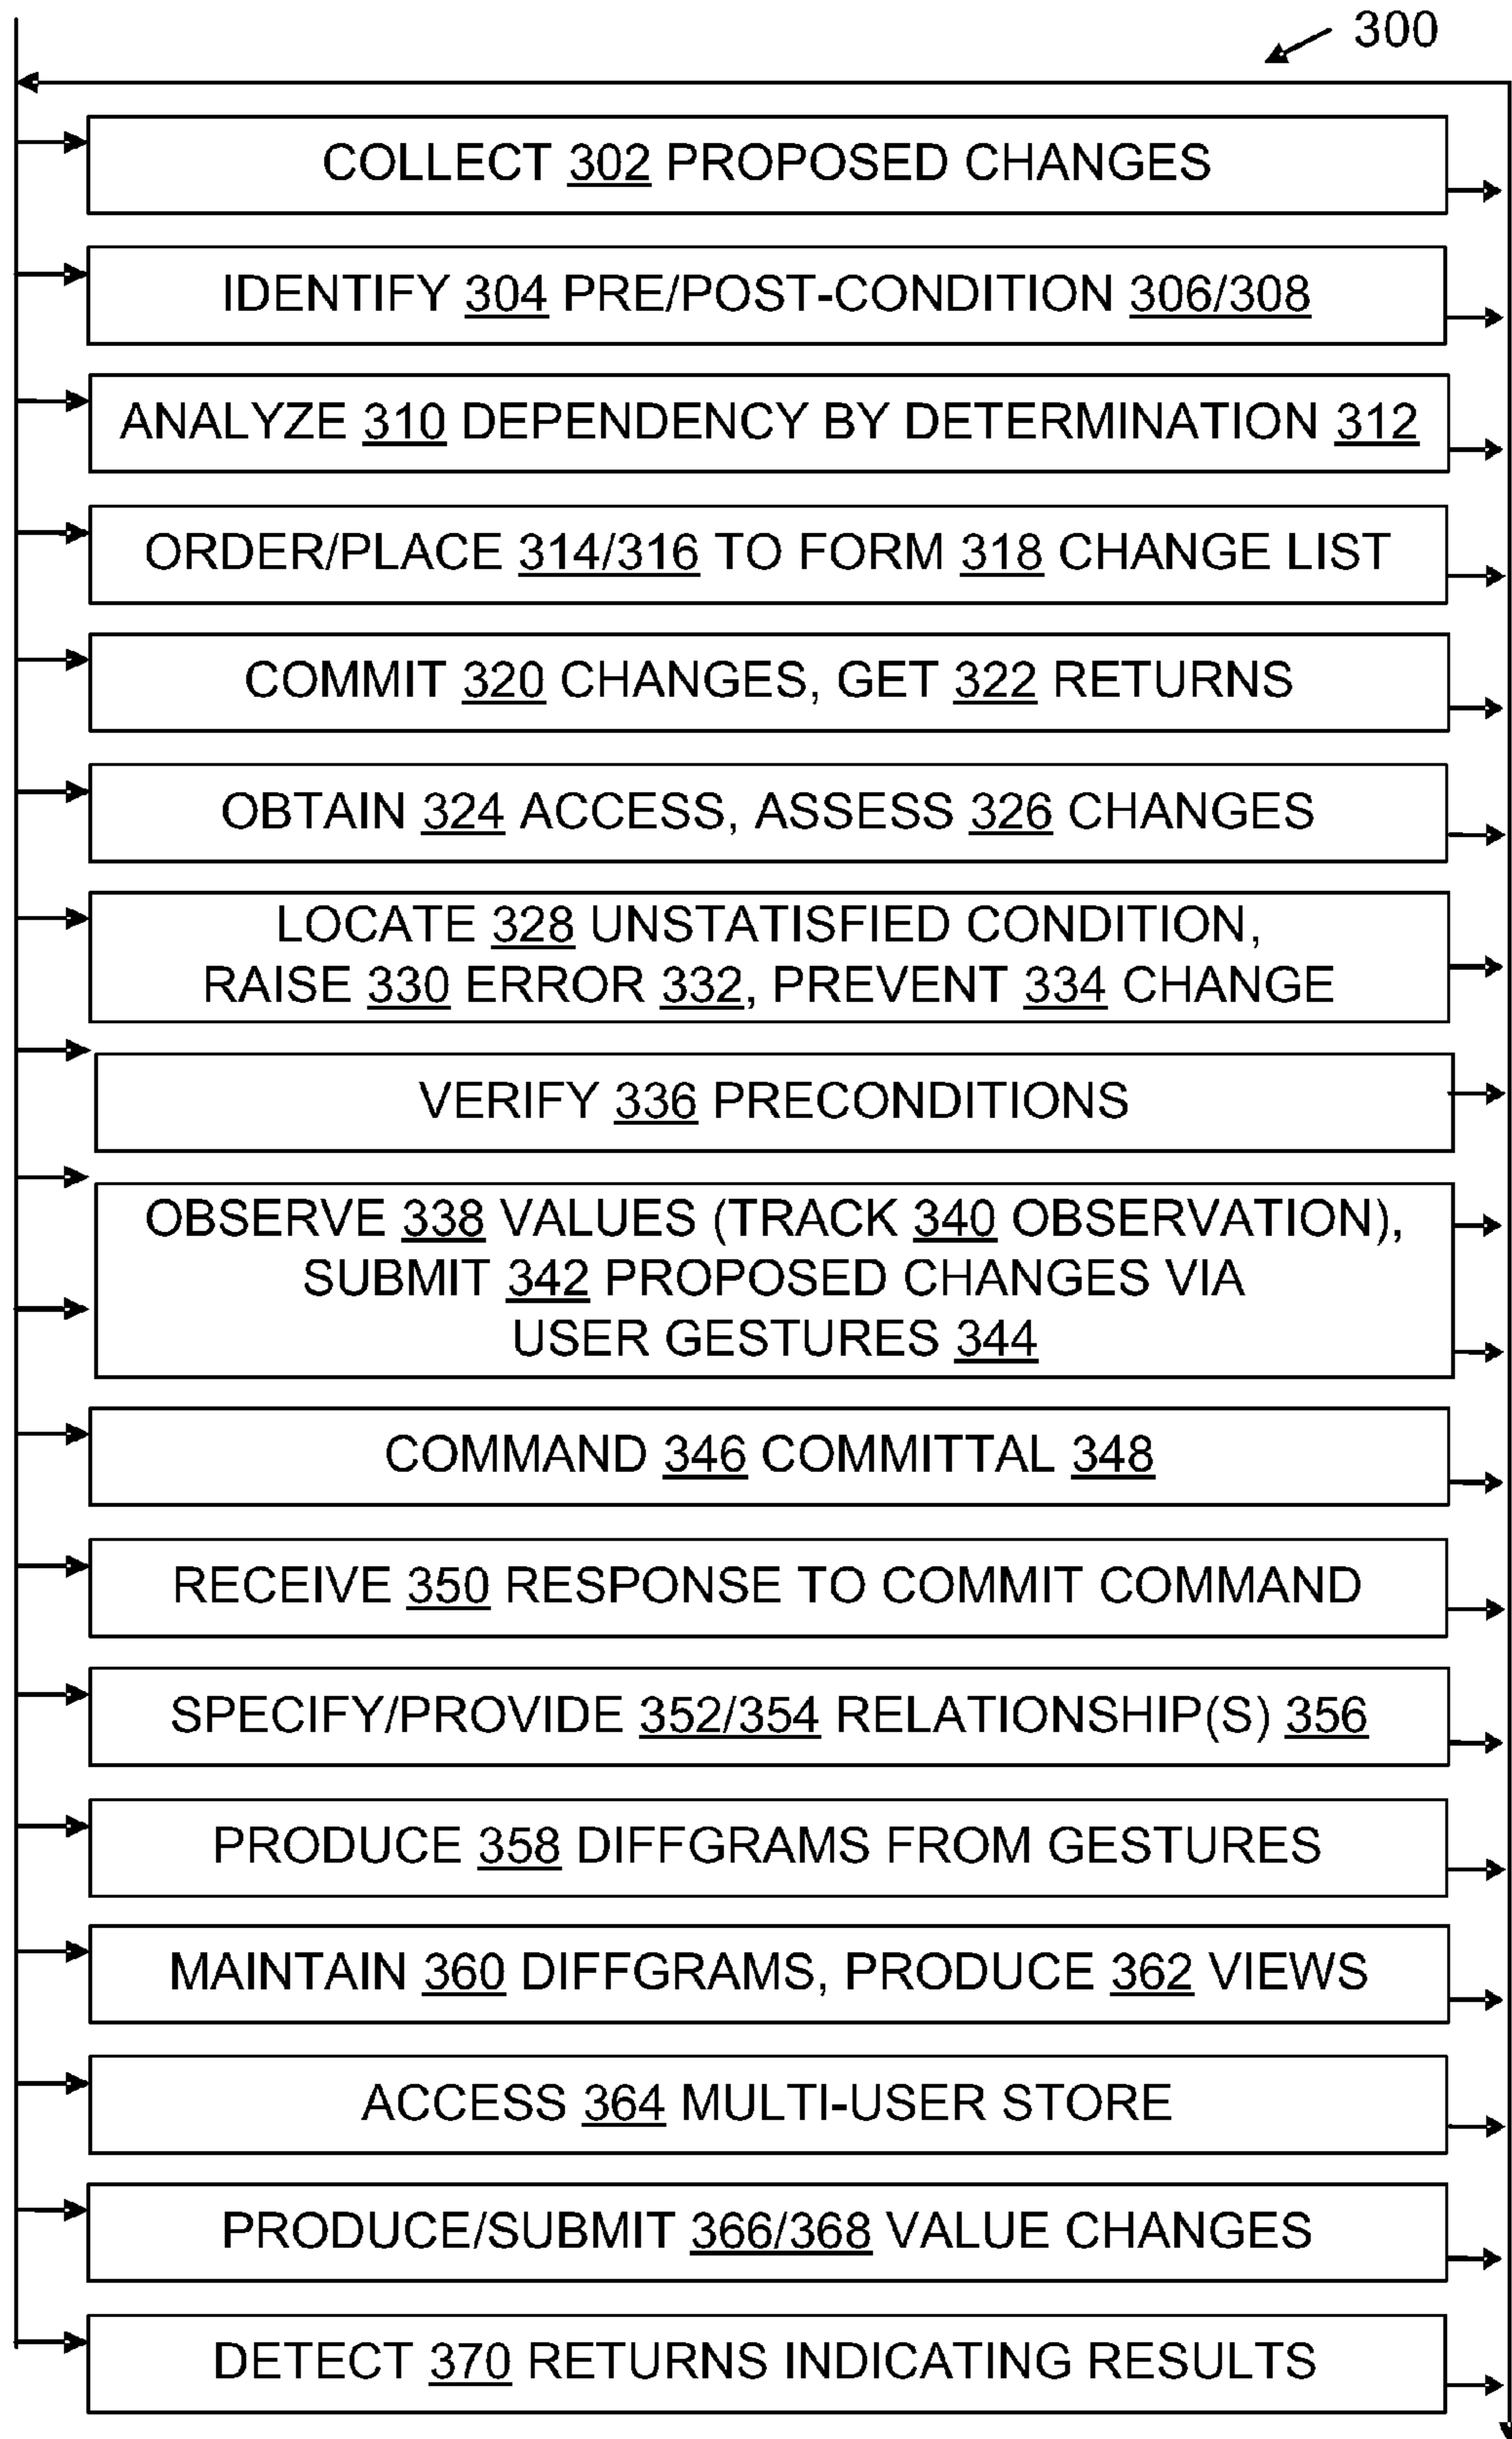 300
COLLECT 302 PROPOSED CHANGES
IDENTIFY 304 PRE/POST-CONDITION 306/308
ANALYZE 310 DEPENDENCY BY DETERMINATION 312
ORDER/PLACE 314/316 TO FORM 318 CHANGE LIST
COMMIT 320 CHANGES, GET 322 RETURNS
OBTAIN 324 ACCESS, ASSESS 326 CHANGES
LOCATE 328 UNSTATISFIED CONDITION,
RAISE 330 ERROR 332, PREVENT 334 CHANGE
VERIFY 336 PRECONDITIONS
OBSERVE 338 VALUES (TRACK 340 OBSERVATION),
SUBMIT 342 PROPOSED CHANGES VIA
USER GESTURES 344
COMMAND 346 COMMITTAL 348
RECEIVE 350 RESPONSE TO COMMIT COMMAND
SPECIFY/PROVIDE 352/354 RELATIONSHIP(S) 356
PRODUCE 358 DIFFGRAMS FROM GESTURES
MAINTAIN 360 DIFFGRAMS, PRODUCE 362 VIEWS
ACCESS 364 MULTI-USER STORE
PRODUCE/SUBMIT 366/368 VALUE CHANGES
DETECT 370 RETURNS INDICATING RESULTS